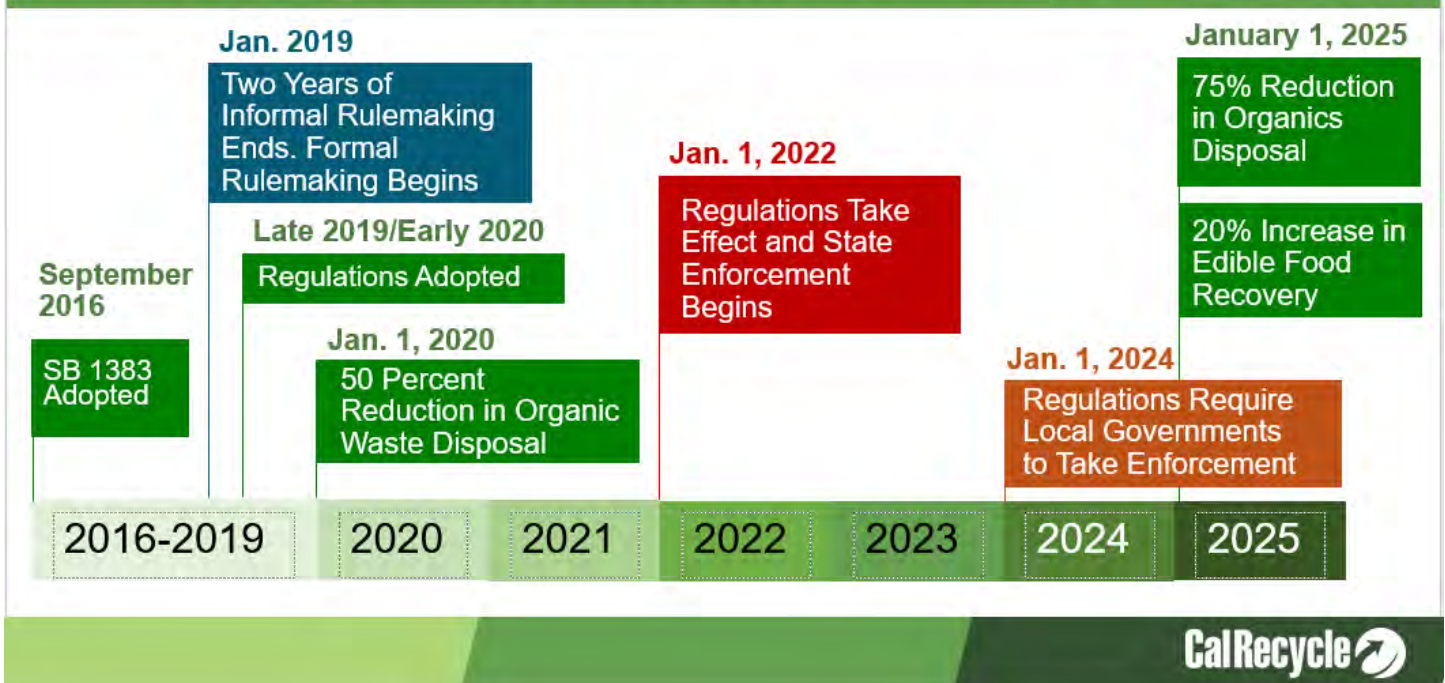 September
2016
SB 1383
Adopted
Jan. 2019
Two Years of
Informal Rulemaking
Ends. Formal
Rulemaking Begins
Late 2019/Early 2020
Regulations Adopted
Jan. 1, 2020
50 Percent
Reduction in Organic
Waste Disposal
Jan. 1, 2022
Regulations Take
Effect and State
Enforcement
Begins
Jan. 1, 2024
Regulations Require
Local Governments
to Take Enforcement
January 1, 2025
75% Reduction
in Organics
Disposal
20% Increase in
Edible Food
Recovery
2016-2019
2020
2021
2022
2023
2024
2025
CalRecycle